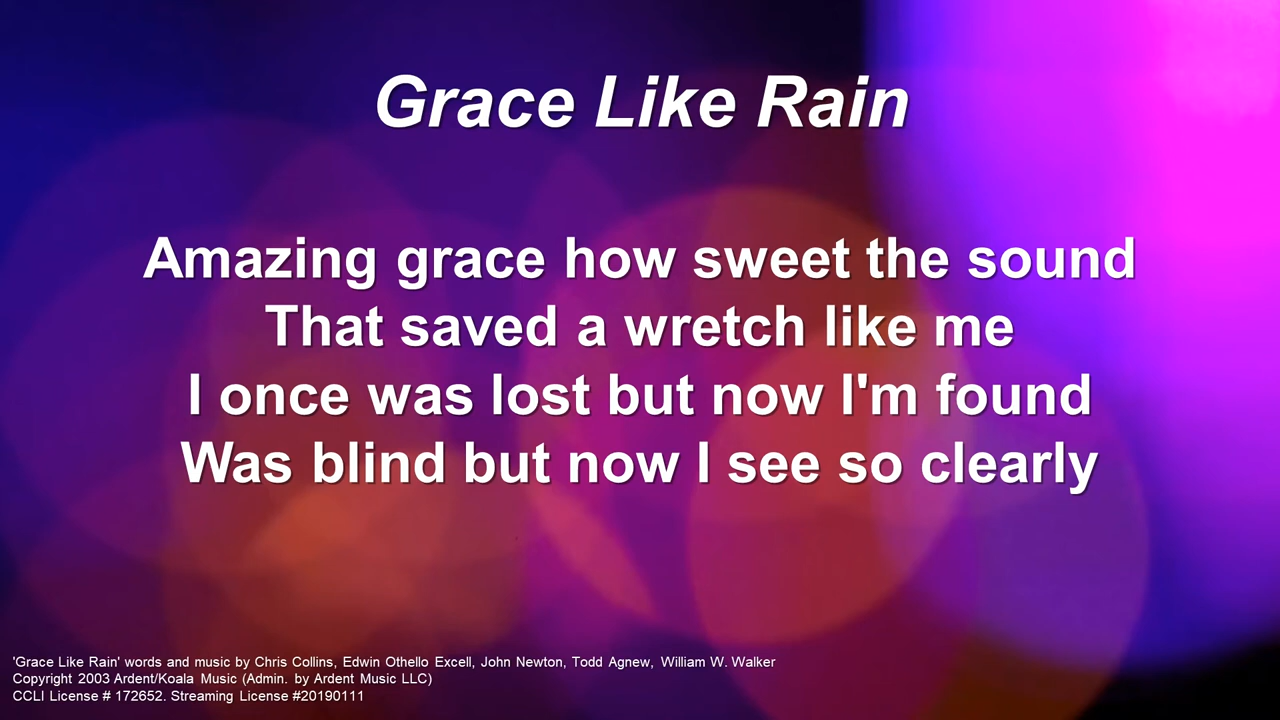 Grace Like Rain
Amazing grace how sweet the sound
That saved a wretch like me
I once was lost but now I'm found
Was blind but now I see so clearly
'Grace Like Rain' words and music by Chris Collins, Edwin Othello Excell, John Newton, Todd Agnew, William W. Walker
Copyright 2003 Ardent/Koala Music (Admin. by Ardent Music LLC)
CCLI License # 172652. Streaming License #20190111